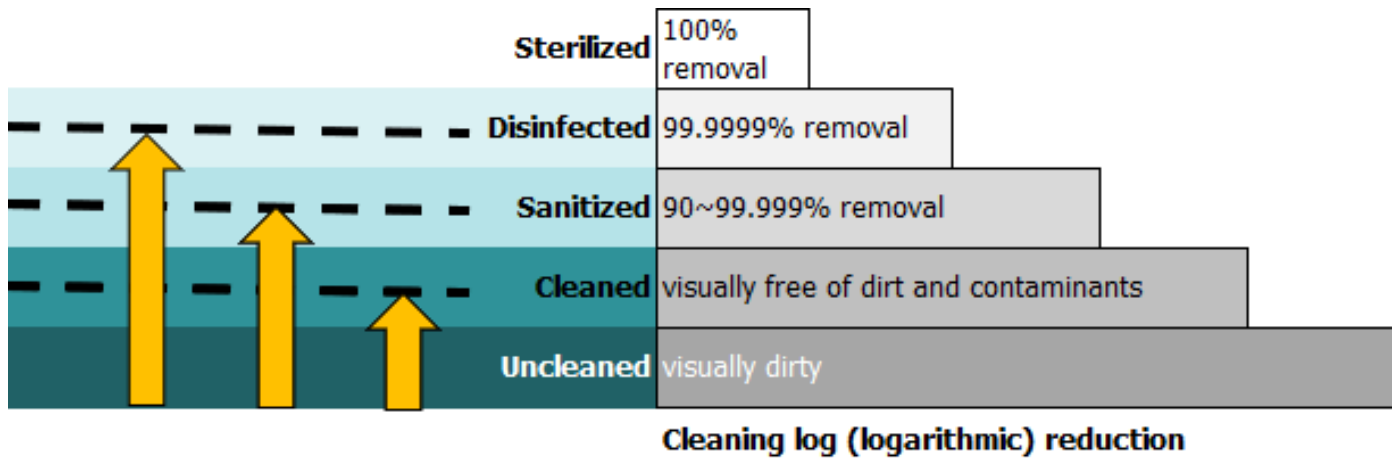 Sterilized 100%
removal
Disinfected 99.9999% removal
Sanitized 90~99.999% removal
Cleaned visually free of dirt and contaminants
Uncleaned visually dirty
Cleaning log (logarithmic) reduction